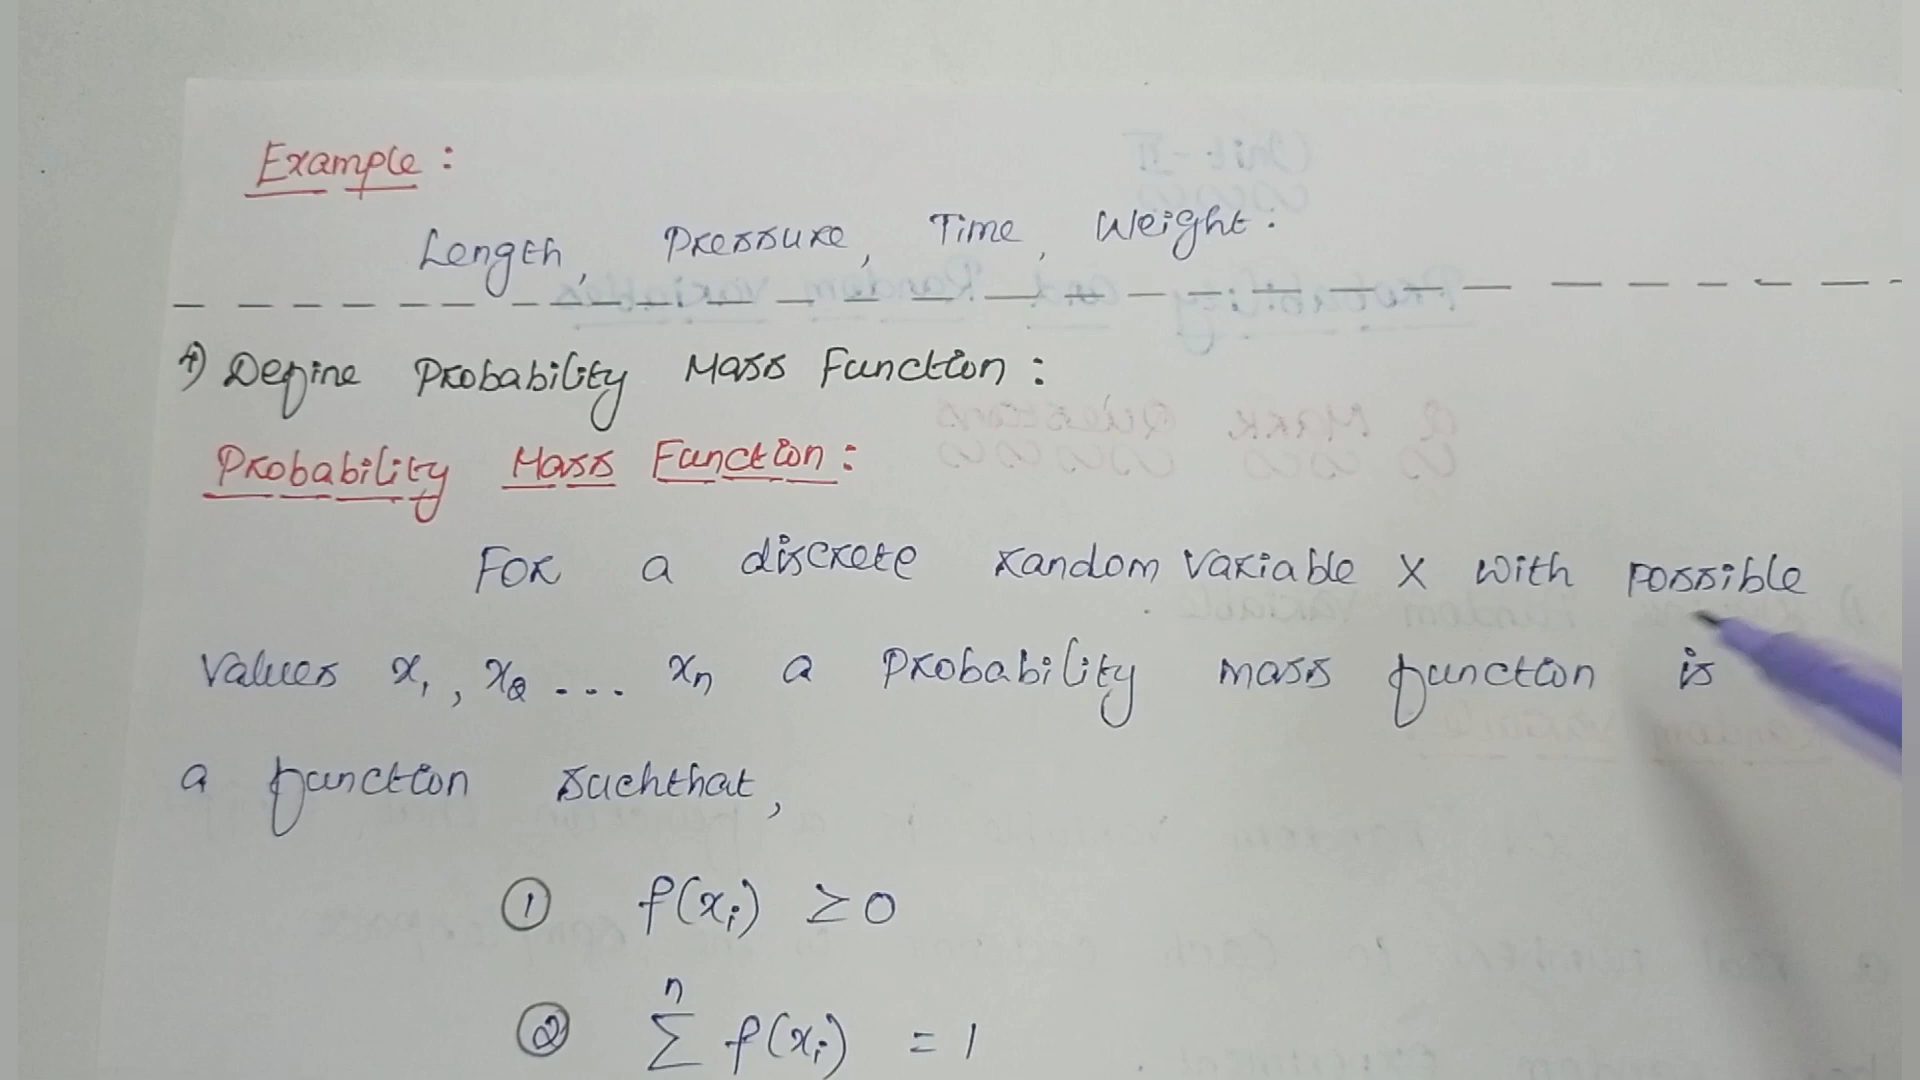 Example :
Length, Pressure, Time, Weight.
4) Define Probability Mass Function :
Probability Mass Function :
For a discrete random variable X with possible
values x₁, x₂ ... xₙ a probability mass function is
a function suchthat,
① f(xᵢ) ≥ 0
② n
Σ f(xᵢ) = 1